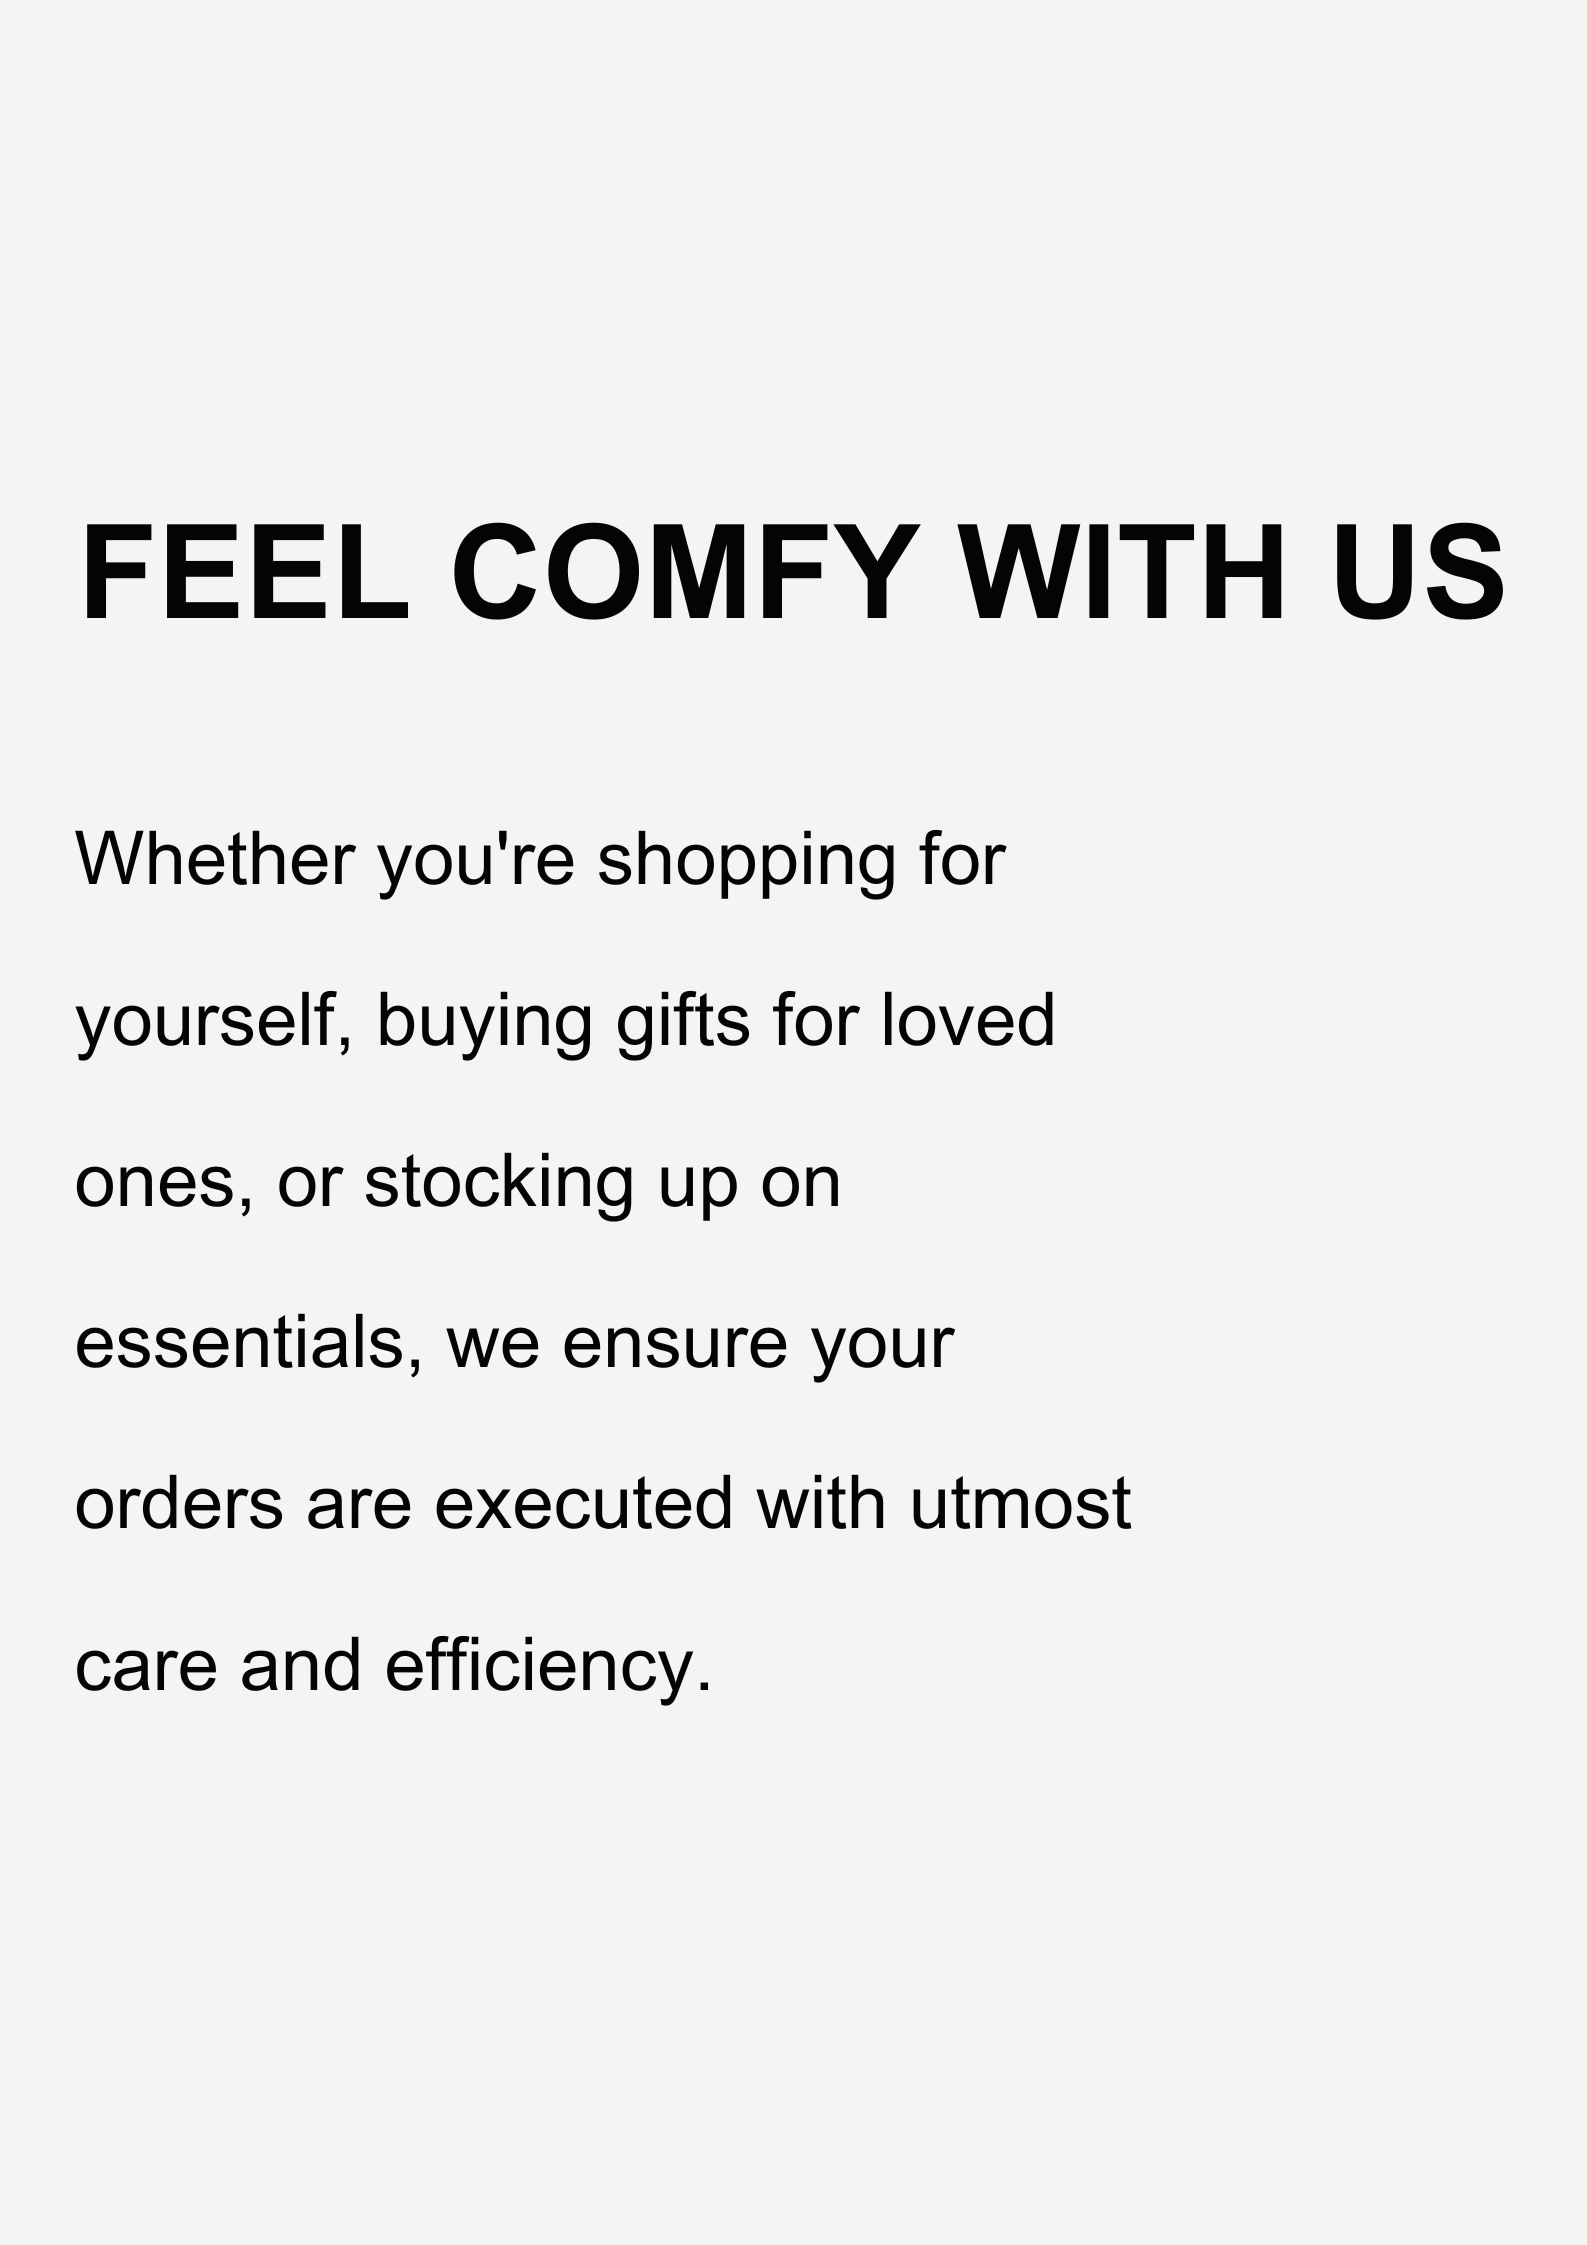 FEEL COMFY WITH US
Whether you're shopping for
yourself, buying gifts for loved
ones, or stocking up on
essentials, we ensure your
orders are executed with utmost
care and efficiency.